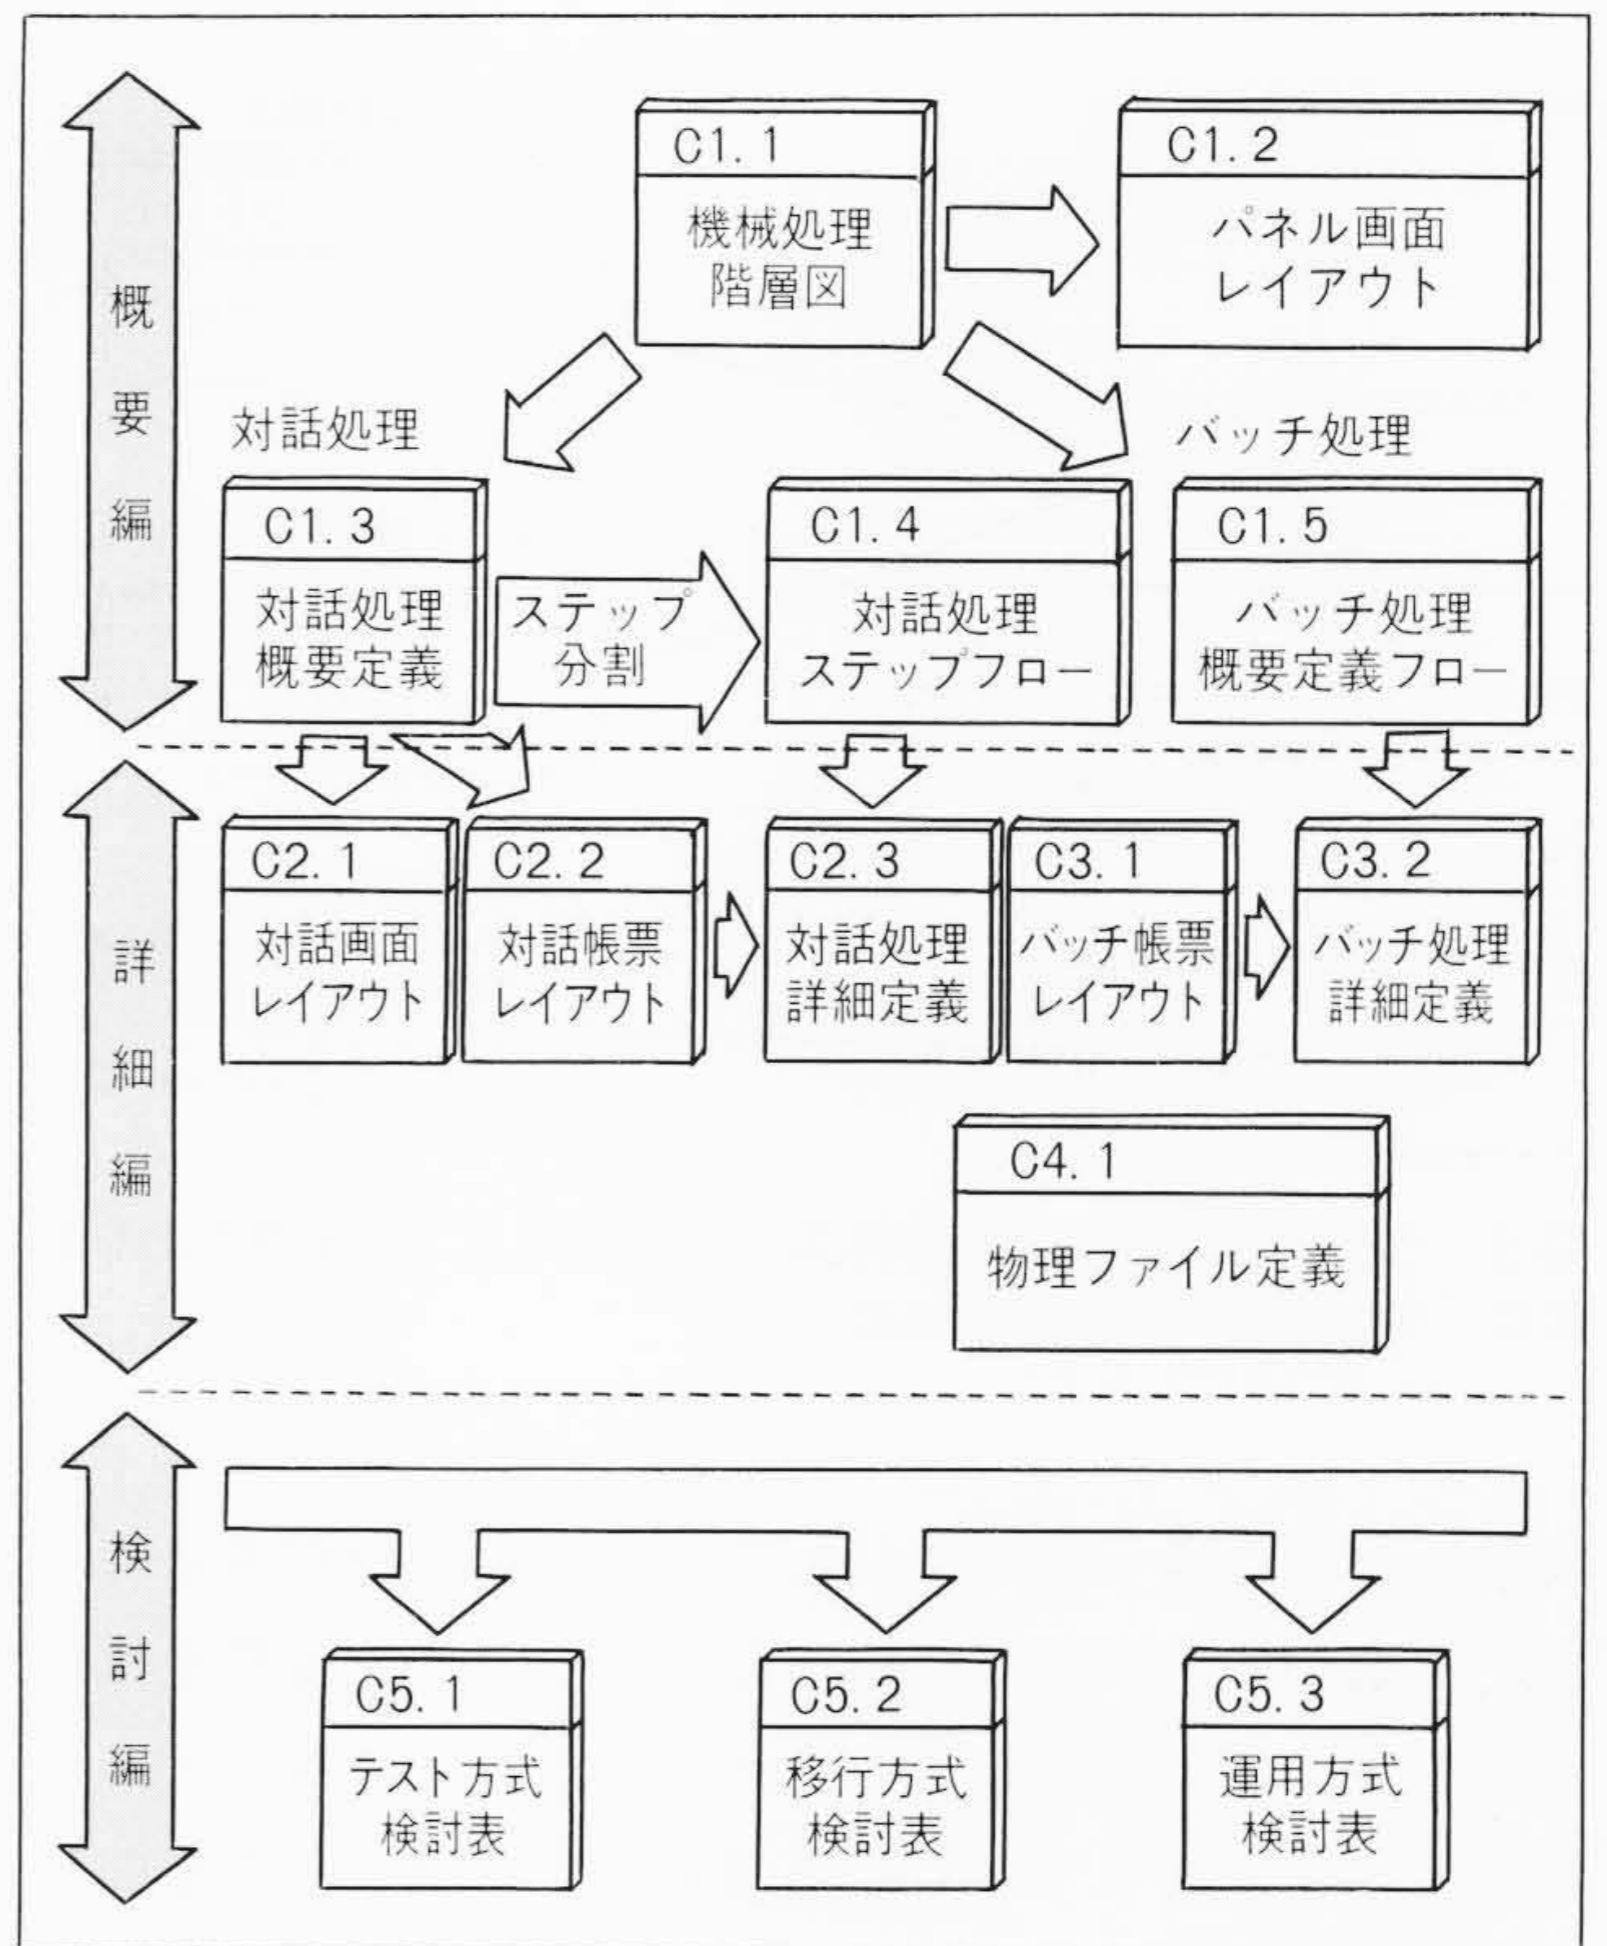 概要編
C1.1
機械処理
階層図
C1.2
パネル画面
レイアウト
対話処理
バッチ処理
C1.3
対話処理
概要定義
ステップ
分割
C1.4
対話処理
ステップフロー
C1.5
バッチ処理
概要定義フロー
詳細編
C2.1
対話画面
レイアウト
C2.2
対話帳票
レイアウト
C2.3
対話処理
詳細定義
C3.1
バッチ帳票
レイアウト
C3.2
バッチ処理
詳細定義
C4.1
物理ファイル定義
検討編
C5.1
テスト方式
検討表
C5.2
移行方式
検討表
C5.3
運用方式
検討表